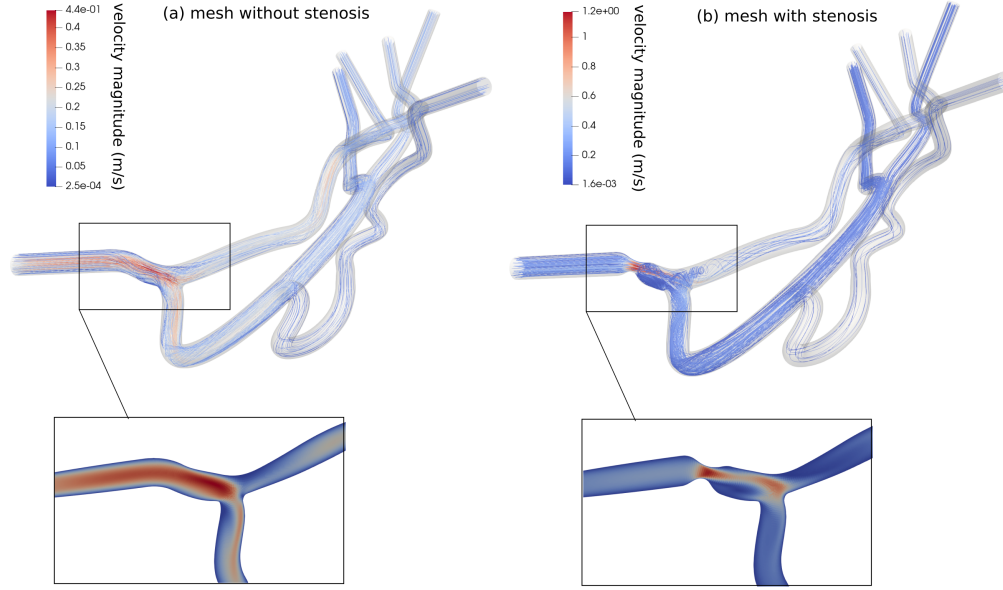 (a) mesh without stenosis
4.4e-01
0.4
0.35
0.3
0.25
0.2
0.15
0.1
0.05
2.5e-04
velocity magnitude (m/s)
(b) mesh with stenosis
1.2e+00
1
0.8
0.6
0.4
0.2
1.6e-03
velocity magnitude (m/s)